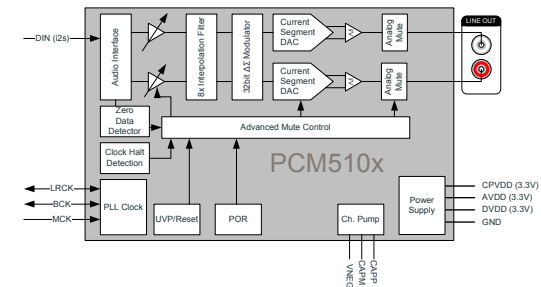 DIN (i2s)
Audio Interface
8x Interpolation Filter
32bit ΔΣ Modulator
Current
Segment
DAC
I/V
Analog
Mute
LINE OUT
Current
Segment
DAC
I/V
Analog
Mute
Zero
Data
Detector
Advanced Mute Control
Clock Halt
Detection
PCM510x
LRCK
BCK
MCK
PLL Clock
UVP/Reset
POR
Ch. Pump
Power
Supply
CPVDD (3.3V)
AVDD (3.3V)
DVDD (3.3V)
GND
VNEG
CAPM
CAPP